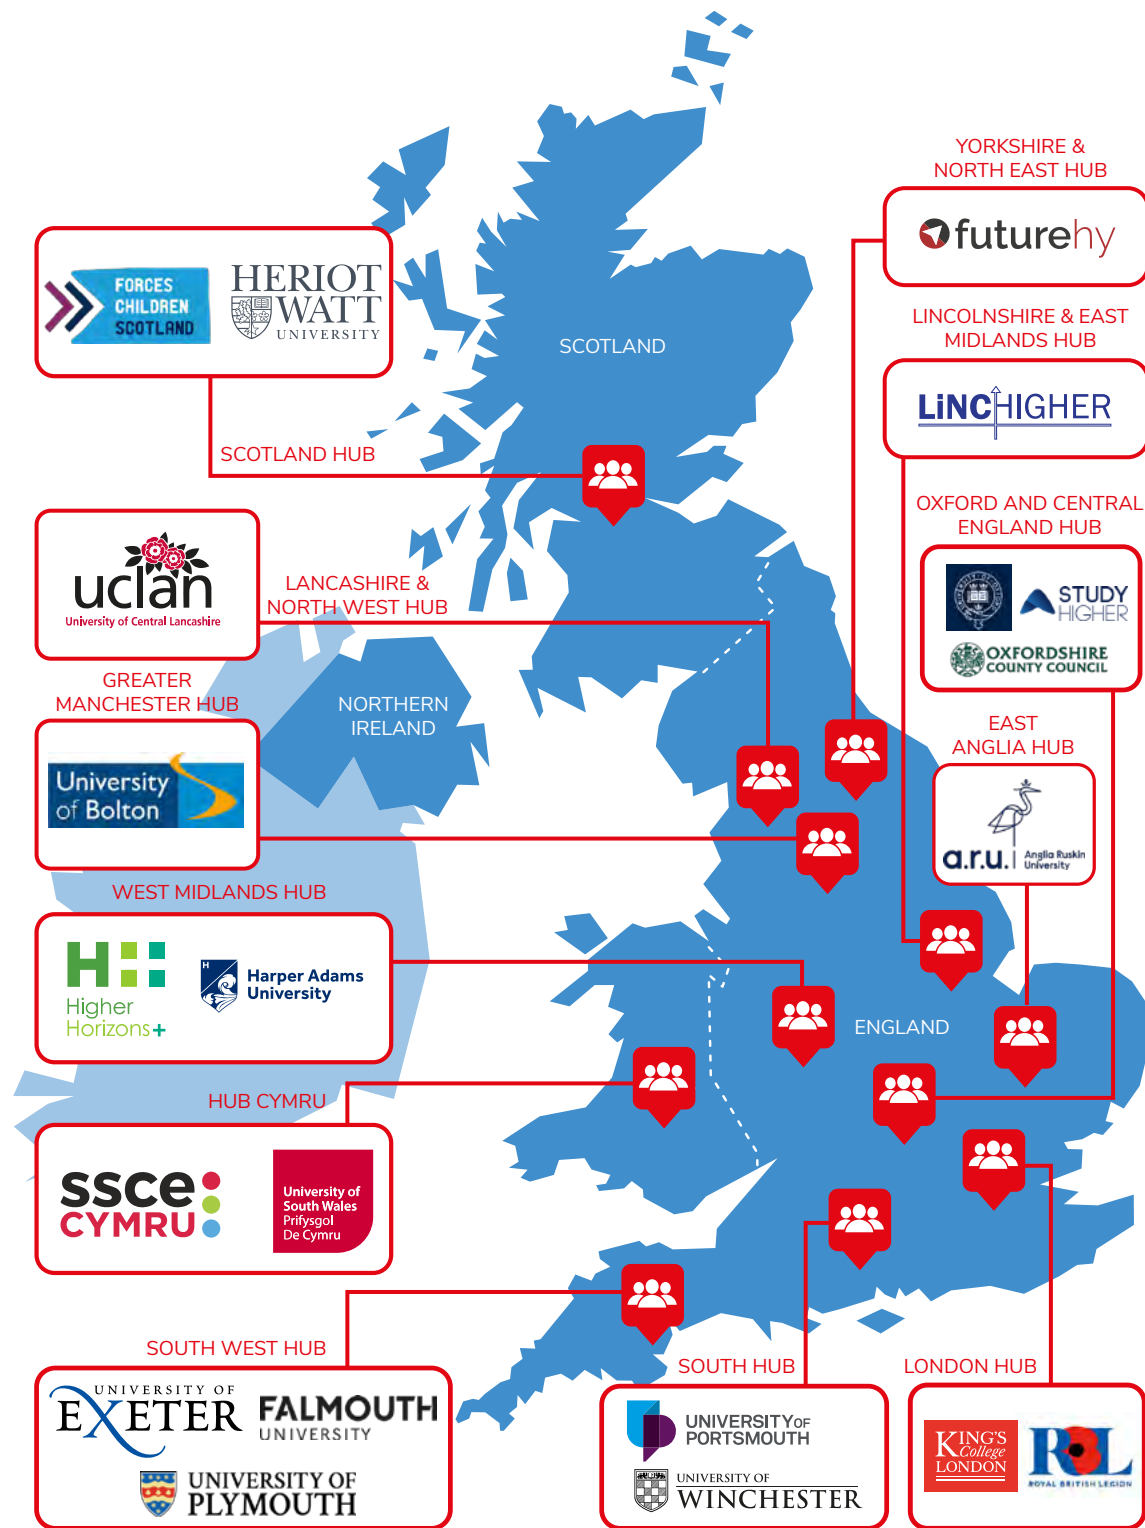 YORKSHIRE &
NORTH EAST HUB
futurehy
FORCES
CHILDREN
SCOTLAND
HERIOT
WATT
UNIVERSITY
SCOTLAND
LINCOLNSHIRE & EAST
MIDLANDS HUB
LiNCHIGHER
SCOTLAND HUB
OXFORD AND CENTRAL
ENGLAND HUB
STUDY
HIGHER
OXFORDSHIRE
COUNTY COUNCIL
uclan
University of Central Lancashire
LANCASHIRE &
NORTH WEST HUB
GREATER
MANCHESTER HUB
University
of Bolton
NORTHERN
IRELAND
EAST
ANGLIA HUB
a.r.u.
Anglia Ruskin
University
WEST MIDLANDS HUB
H
Higher
Horizons+
H
Harper Adams
University
ENGLAND
HUB CYMRU
ssce
CYMRU
University of
South Wales
Prifysgol
De Cymru
SOUTH WEST HUB
UNIVERSITY OF
EXETER
FALMOUTH
UNIVERSITY
UNIVERSITY OF
PLYMOUTH
SOUTH HUB
UNIVERSITY OF
PORTSMOUTH
UNIVERSITY OF
WINCHESTER
LONDON HUB
KING'S
College
LONDON
ROYAL BRITISH LEGION